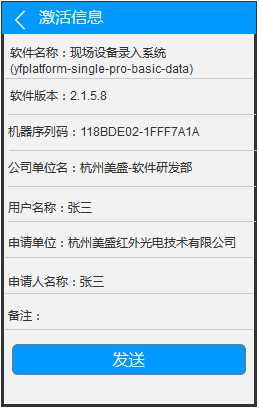 激活信息
软件名称：现场设备录入系统
(yfplatform-single-pro-basic-data)
软件版本：2.1.5.8
机器序列码：118BDE02-1FFF7A1A
公司单位名：杭州美盛-软件研发部
用户名称：张三
申请单位：杭州美盛红外光电技术有限公司
申请人名称：张三
备注：
发送